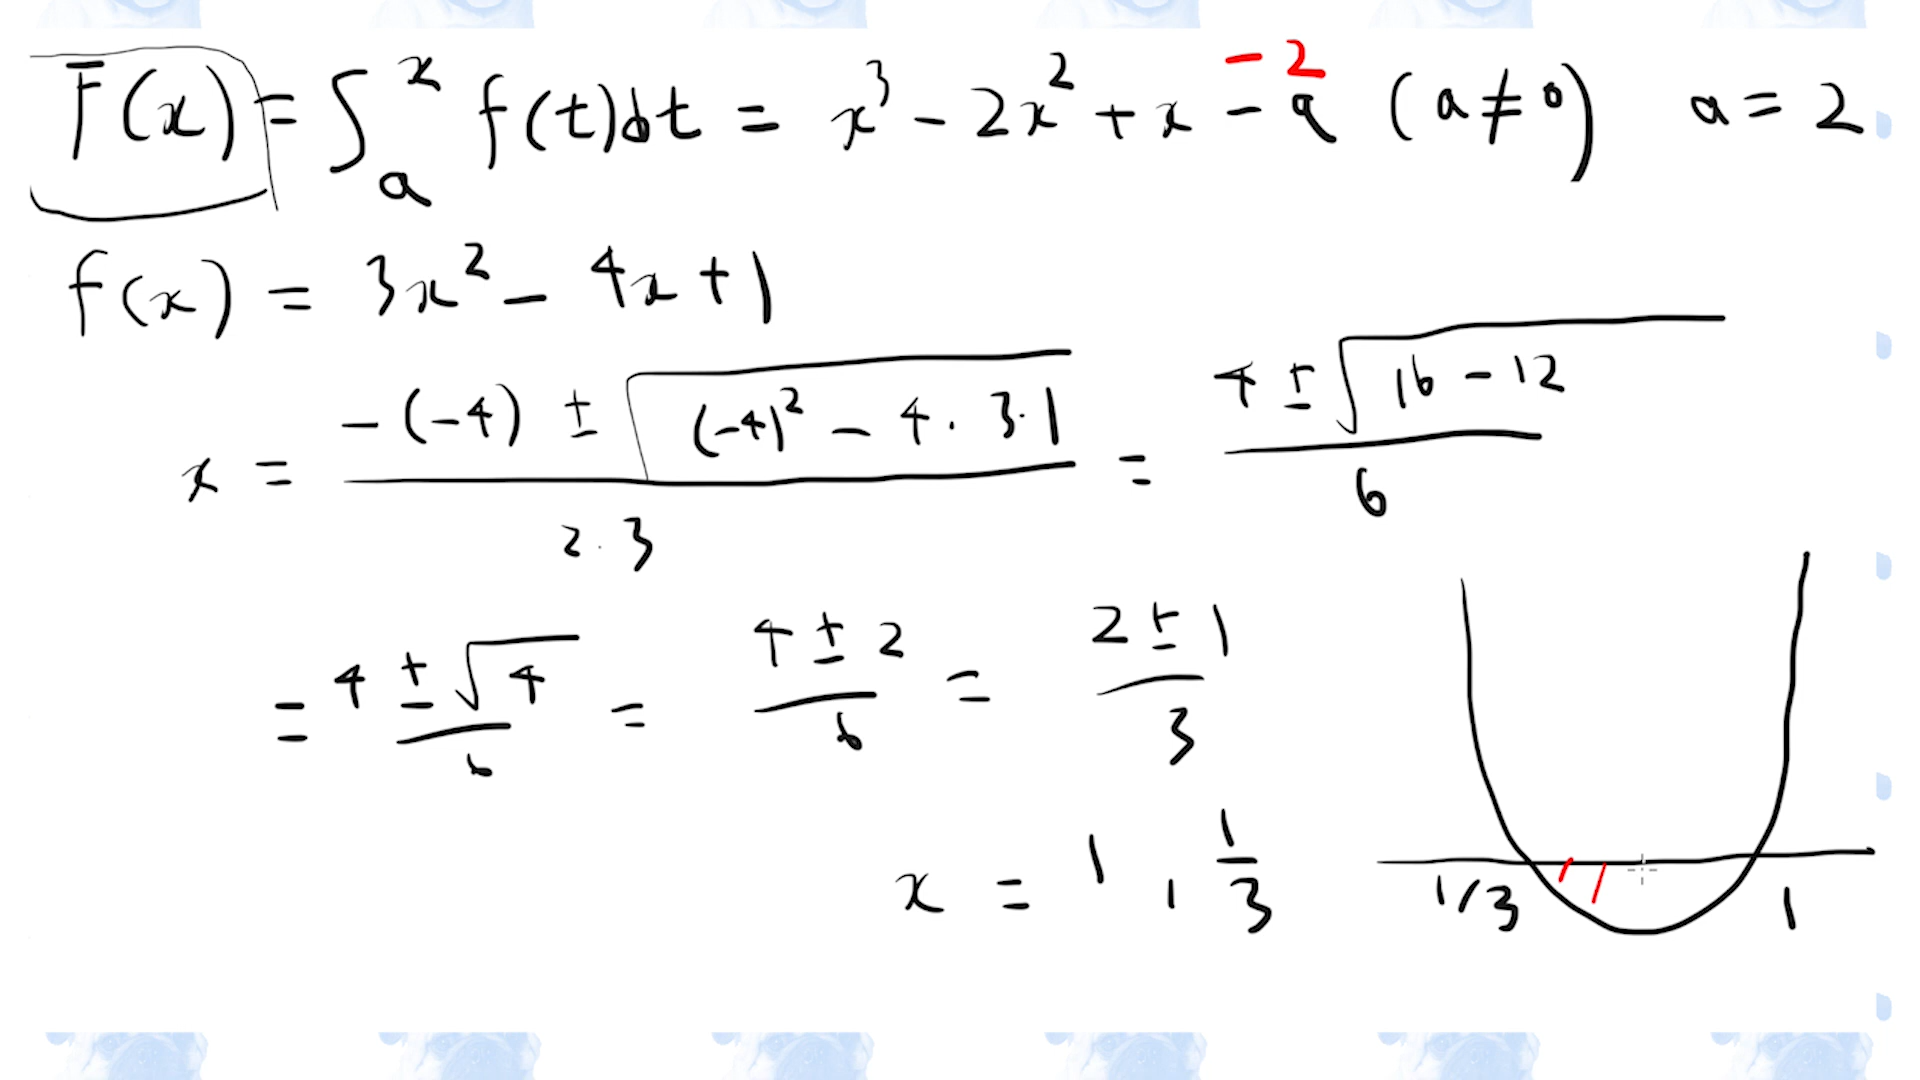 F(x) = ∫ₐˣ f(t)dt = x³ - 2x² + x - a (a≠0) a = 2
- 2
f(x) = 3x² - 4x + 1
x = -(-4) ± √(-4)² - 4 · 3 · 1 / 2 · 3 = 4 ± √16 - 12 / 6
= 4 ± √4 / 6 = 4 ± 2 / 6 = 2 ± 1 / 3
x = 1 , 1/3
1/3 1